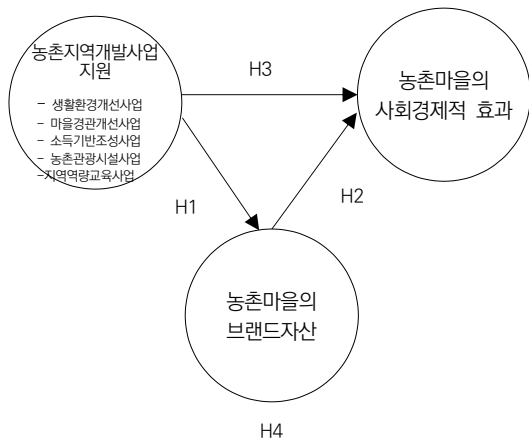 농촌지역개발사업
지원
- 생활환경개선사업
- 마을경관개선사업
- 소득기반조성사업
- 농촌관광시설사업
-지역역량교육사업
H3
농촌마을의
사회경제적 효과
H1
H2
농촌마을의
브랜드자산
H4